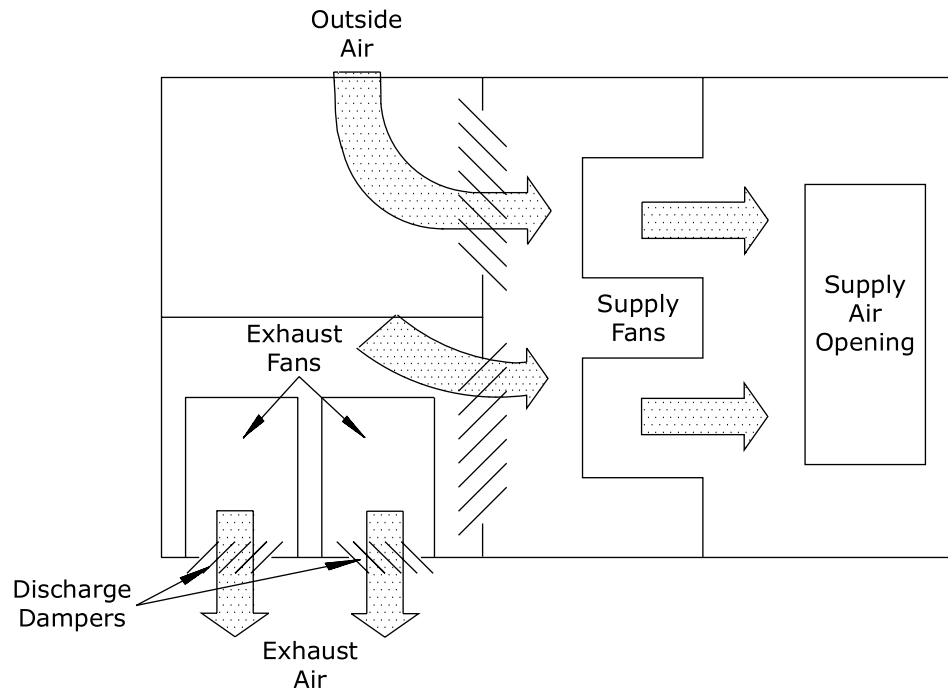 Outside
Air
Exhaust
Fans
Supply
Fans
Supply
Air
Opening
Discharge
Dampers
Exhaust
Air